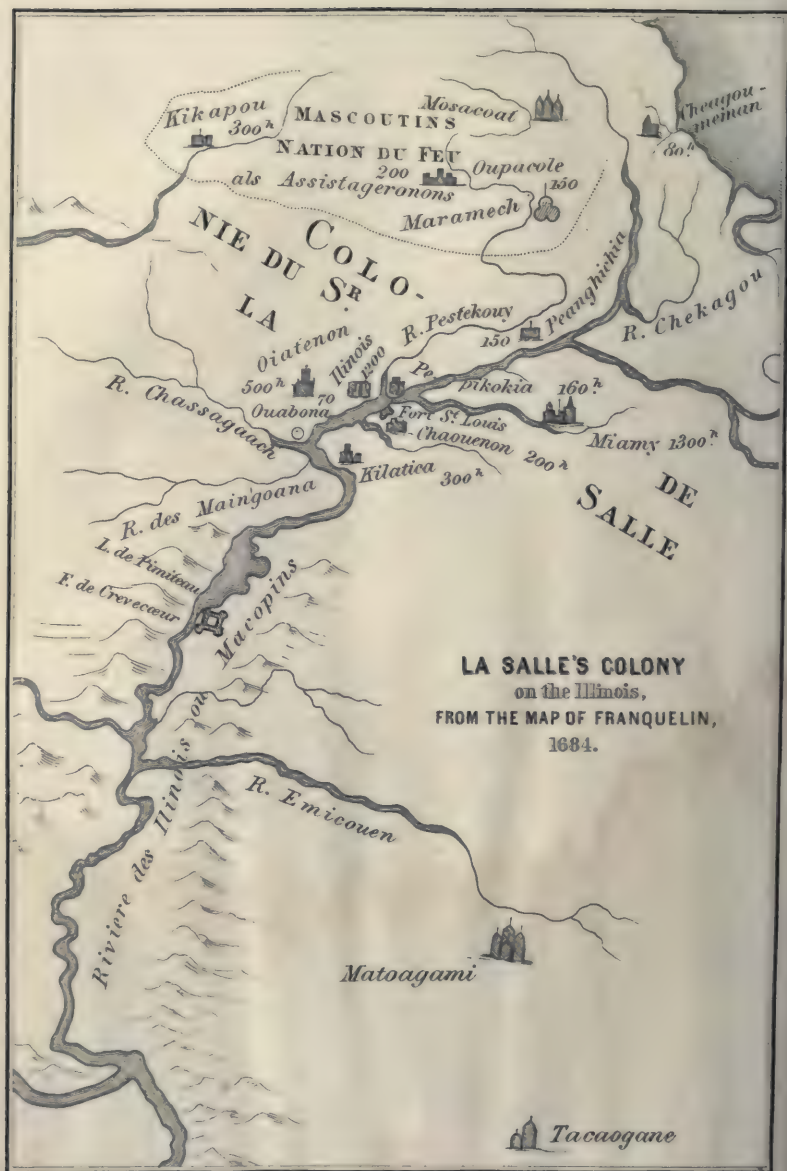 Kikapou
300ʰ
MASCOUTINS
Mosacoat
Cheagou-
meinan
80ʰ.
NATION DU FEU
200
Oupacole
als Assistageronons
150
Maramech
COLO-
NIE DU Sᴿ.
LA
R. Pestekouy
150
Peanghichia
R. Chekagou
Oiatenon
500ʰ
Ilinois
1200
70
Ouabona
Pe
pikokia
160ʰ.
Fort Sᵗ. Louis
Chaouenon 200ʰ
Miamy 1300ʰ.
R. Chassagoach
Kilatica
300ʰ
DE
SALLE
R. des Maingoana
L. de Pimiteau
F. de Crevecœur
Riviere des Ilinois ou Macopins
LA SALLE'S COLONY
on the Illinois,
FROM THE MAP OF FRANQUELIN,
1684.
R. Emicouen
Matoagami
Tacaogane